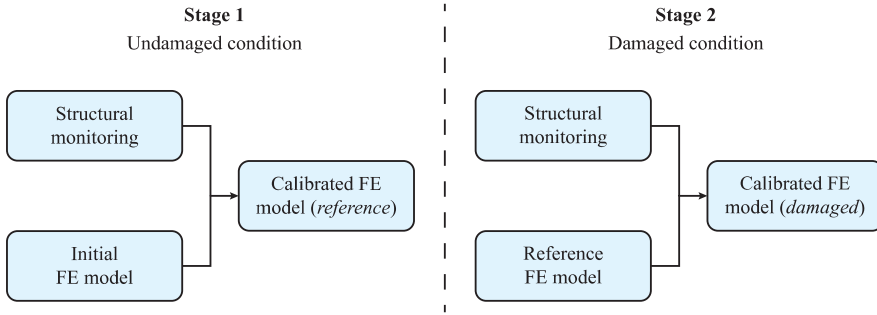 Stage 1
Undamaged condition
Structural
monitoring
Calibrated FE
model (reference)
Initial
FE model
Stage 2
Damaged condition
Structural
monitoring
Calibrated FE
model (damaged)
Reference
FE model